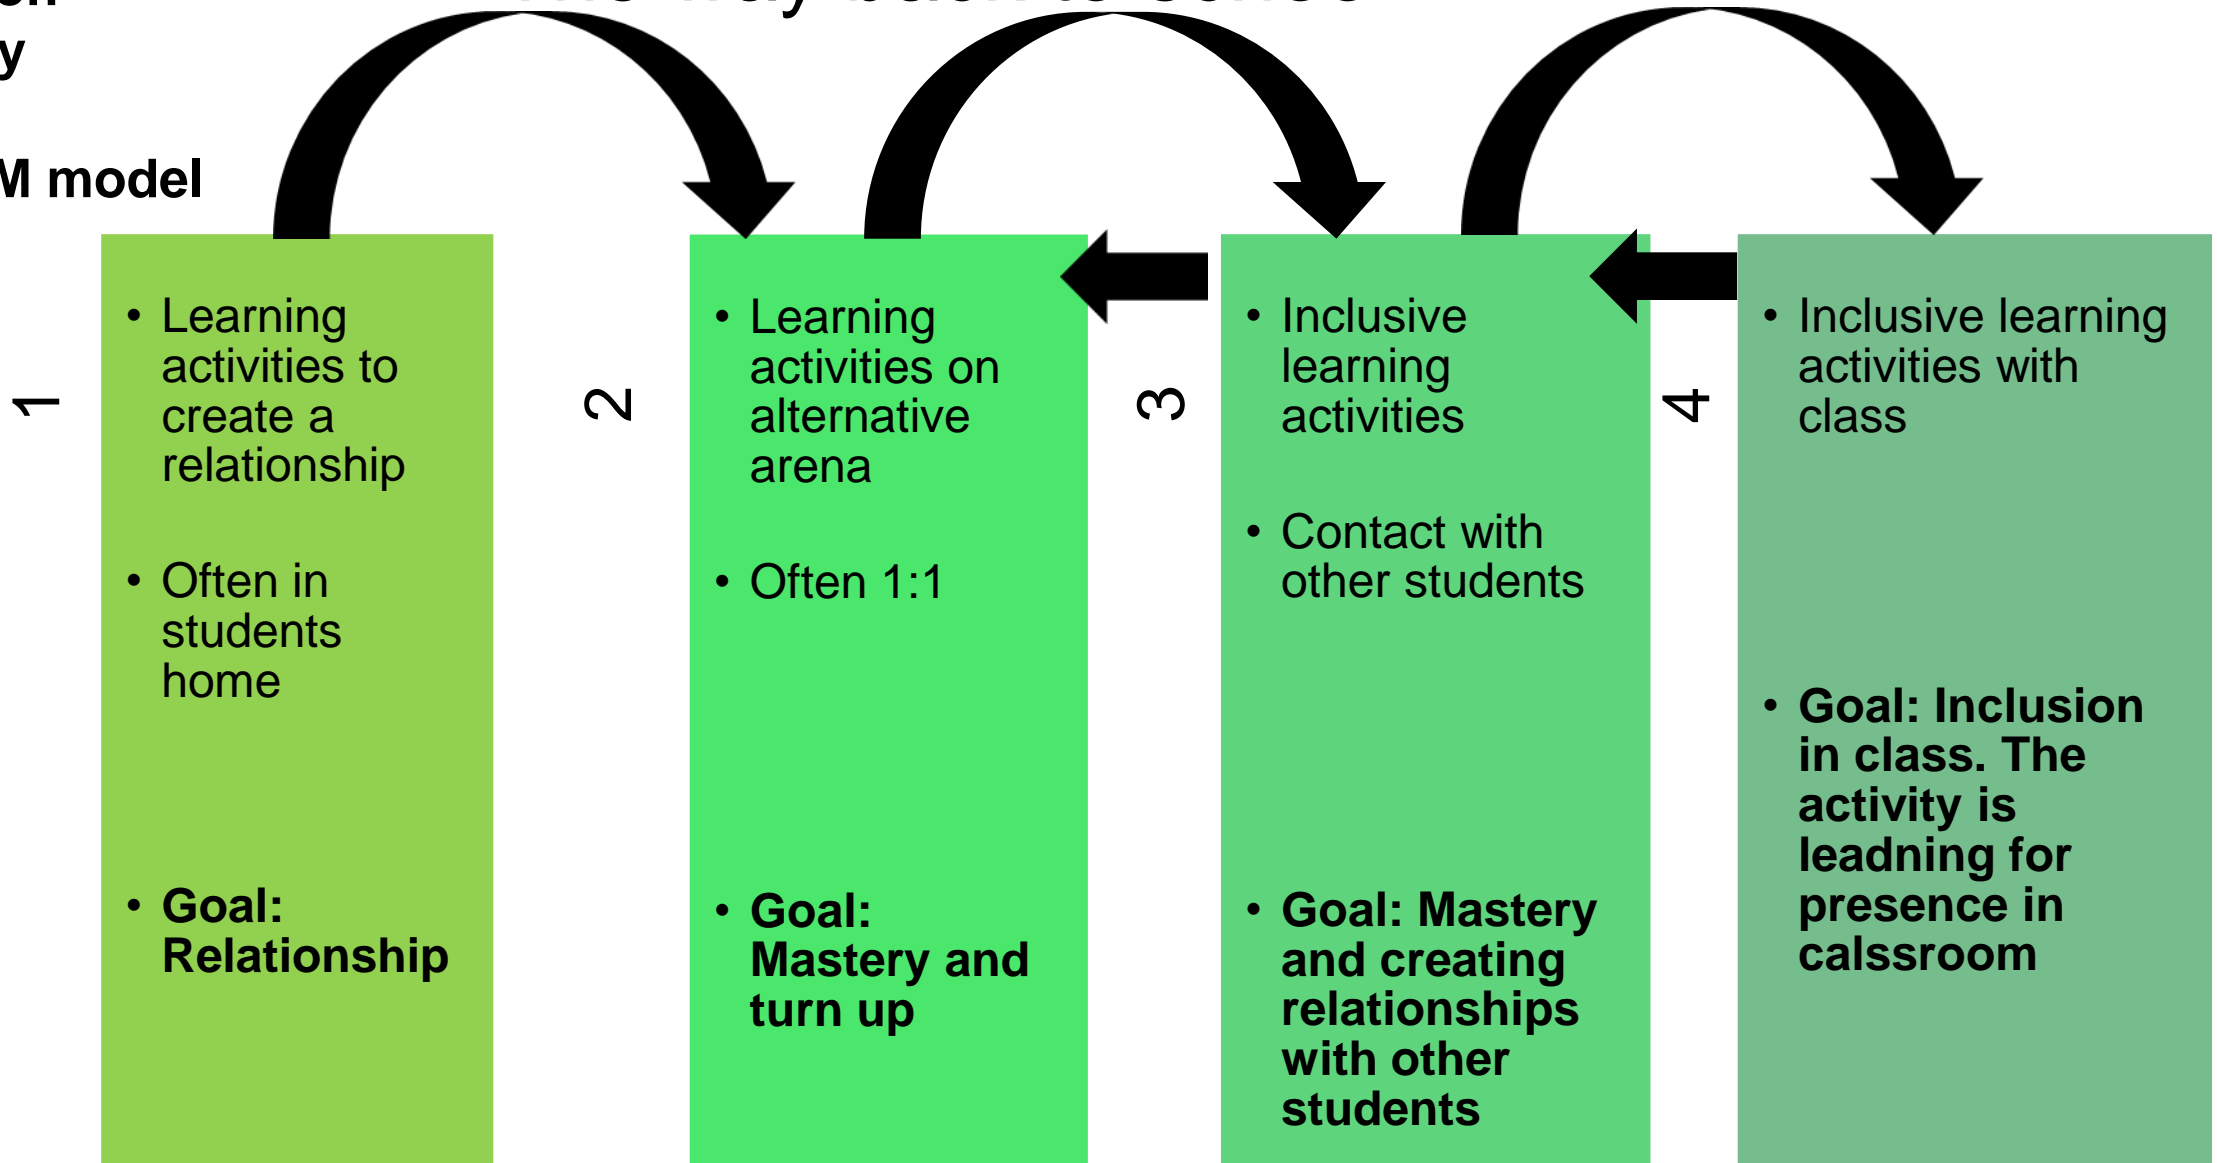 M model
1
• Learning
activities to
create a
relationship
• Often in
students
home
• Goal:
Relationship
2
• Learning
activities on
alternative
arena
• Often 1:1
• Goal:
Mastery and
turn up
3
• Inclusive
learning
activities
• Contact with
other students
• Goal: Mastery
and creating
relationships
with other
students
4
• Inclusive learning
activities with
class
• Goal: Inclusion
in class. The
activity is
leadning for
presence in
calssroom